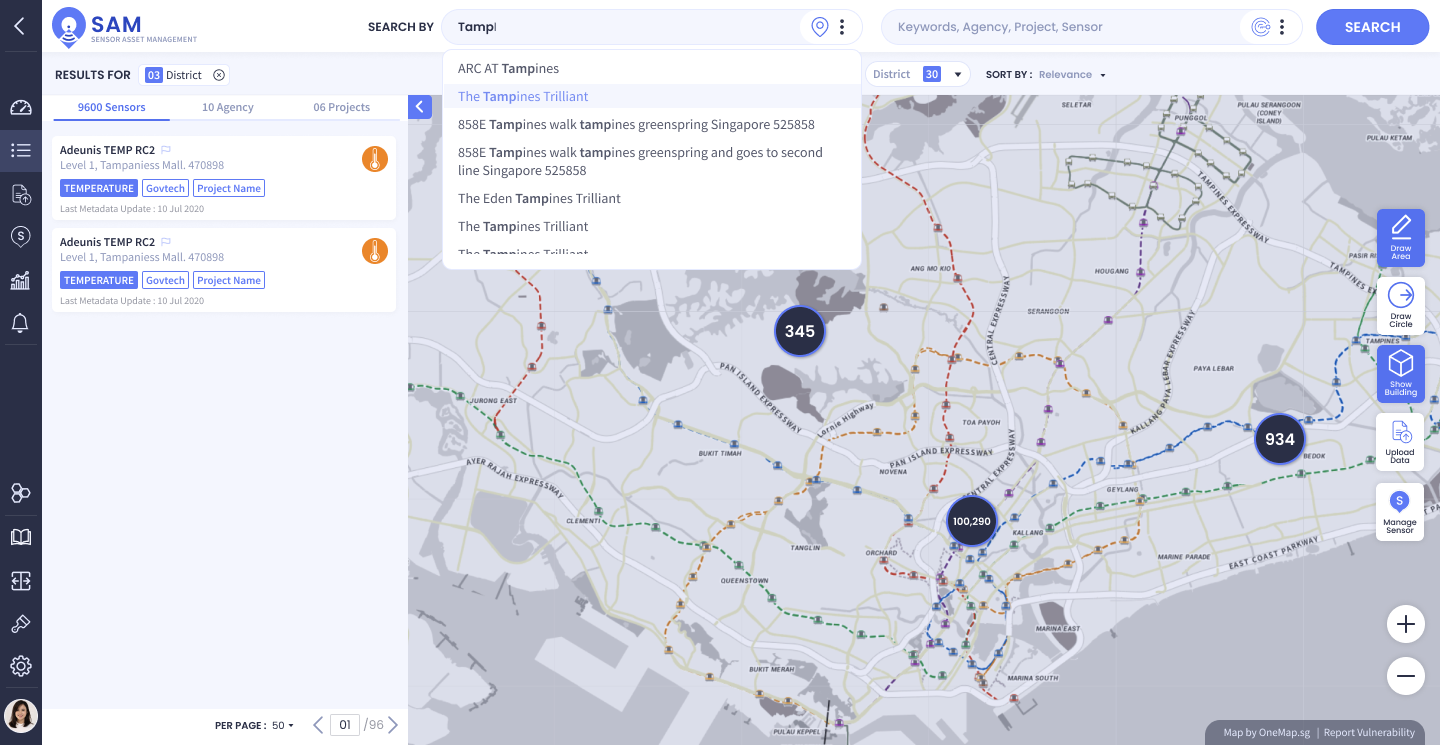 SAM
SENSOR ASSET MANAGEMENT
SEARCH BY
Tamp
Keywords, Agency, Project, Sensor
SEARCH
RESULTS FOR
03 District
District 30
SORT BY : Relevance
9600 Sensors
10 Agency
06 Projects
ARC AT Tampines
The Tampines Trilliant
858E Tampines walk tampines greenspring Singapore 525858
858E Tampines walk tampines greenspring and goes to second
line Singapore 525858
The Eden Tampines Trilliant
The Tampines Trilliant
The Tampines Trilliant
Adeunis TEMP RC2
Level 1, Tampaniess Mall. 470898
TEMPERATURE Govtech Project Name
Last Metadata Update : 10 Jul 2020
Adeunis TEMP RC2
Level 1, Tampaniess Mall. 470898
TEMPERATURE Govtech Project Name
Last Metadata Update : 10 Jul 2020
PER PAGE : 50
01 /96
SELETAR
PUNGGOL
PULAU SERANGOON
(CONEY
ISLAND)
PULAU KETAM
TAMPINES EXPRESSWAY
PASIR RI
TAMPINES EX
ANG MO KIO
HOUGANG
SERANGOON
CENTRAL EXPRESSWAY
KALLANG PAYA LEBAR EXPRESSWAY
PAYA LEBAR
TAMPINES
345
PAN ISLAND EXPRESSWAY
Lornie Highway
JURONG EAST
TOA PAYOH
934
BEDOK
BUKIT TIMAH
PAN ISLAND EXPRESSWAY
NOVENA
CENTRAL EXPRESSWAY
AYER RAJAH EXPRESSWAY
GEYLANG
100,290
CLEMENTI
KALLANG
TANGLIN
ORCHARD
MARINE PARADE
EAST COAST PARKWAY
QUEENSTOWN
MARINA EAST
BUKIT MERAH
MARINA SOUTH
PULAU KEPPEL
Draw
Area
Draw
Circle
Show
Building
Upload
Data
S
Manage
Sensor
Map by OneMap.sg | Report Vulnerability